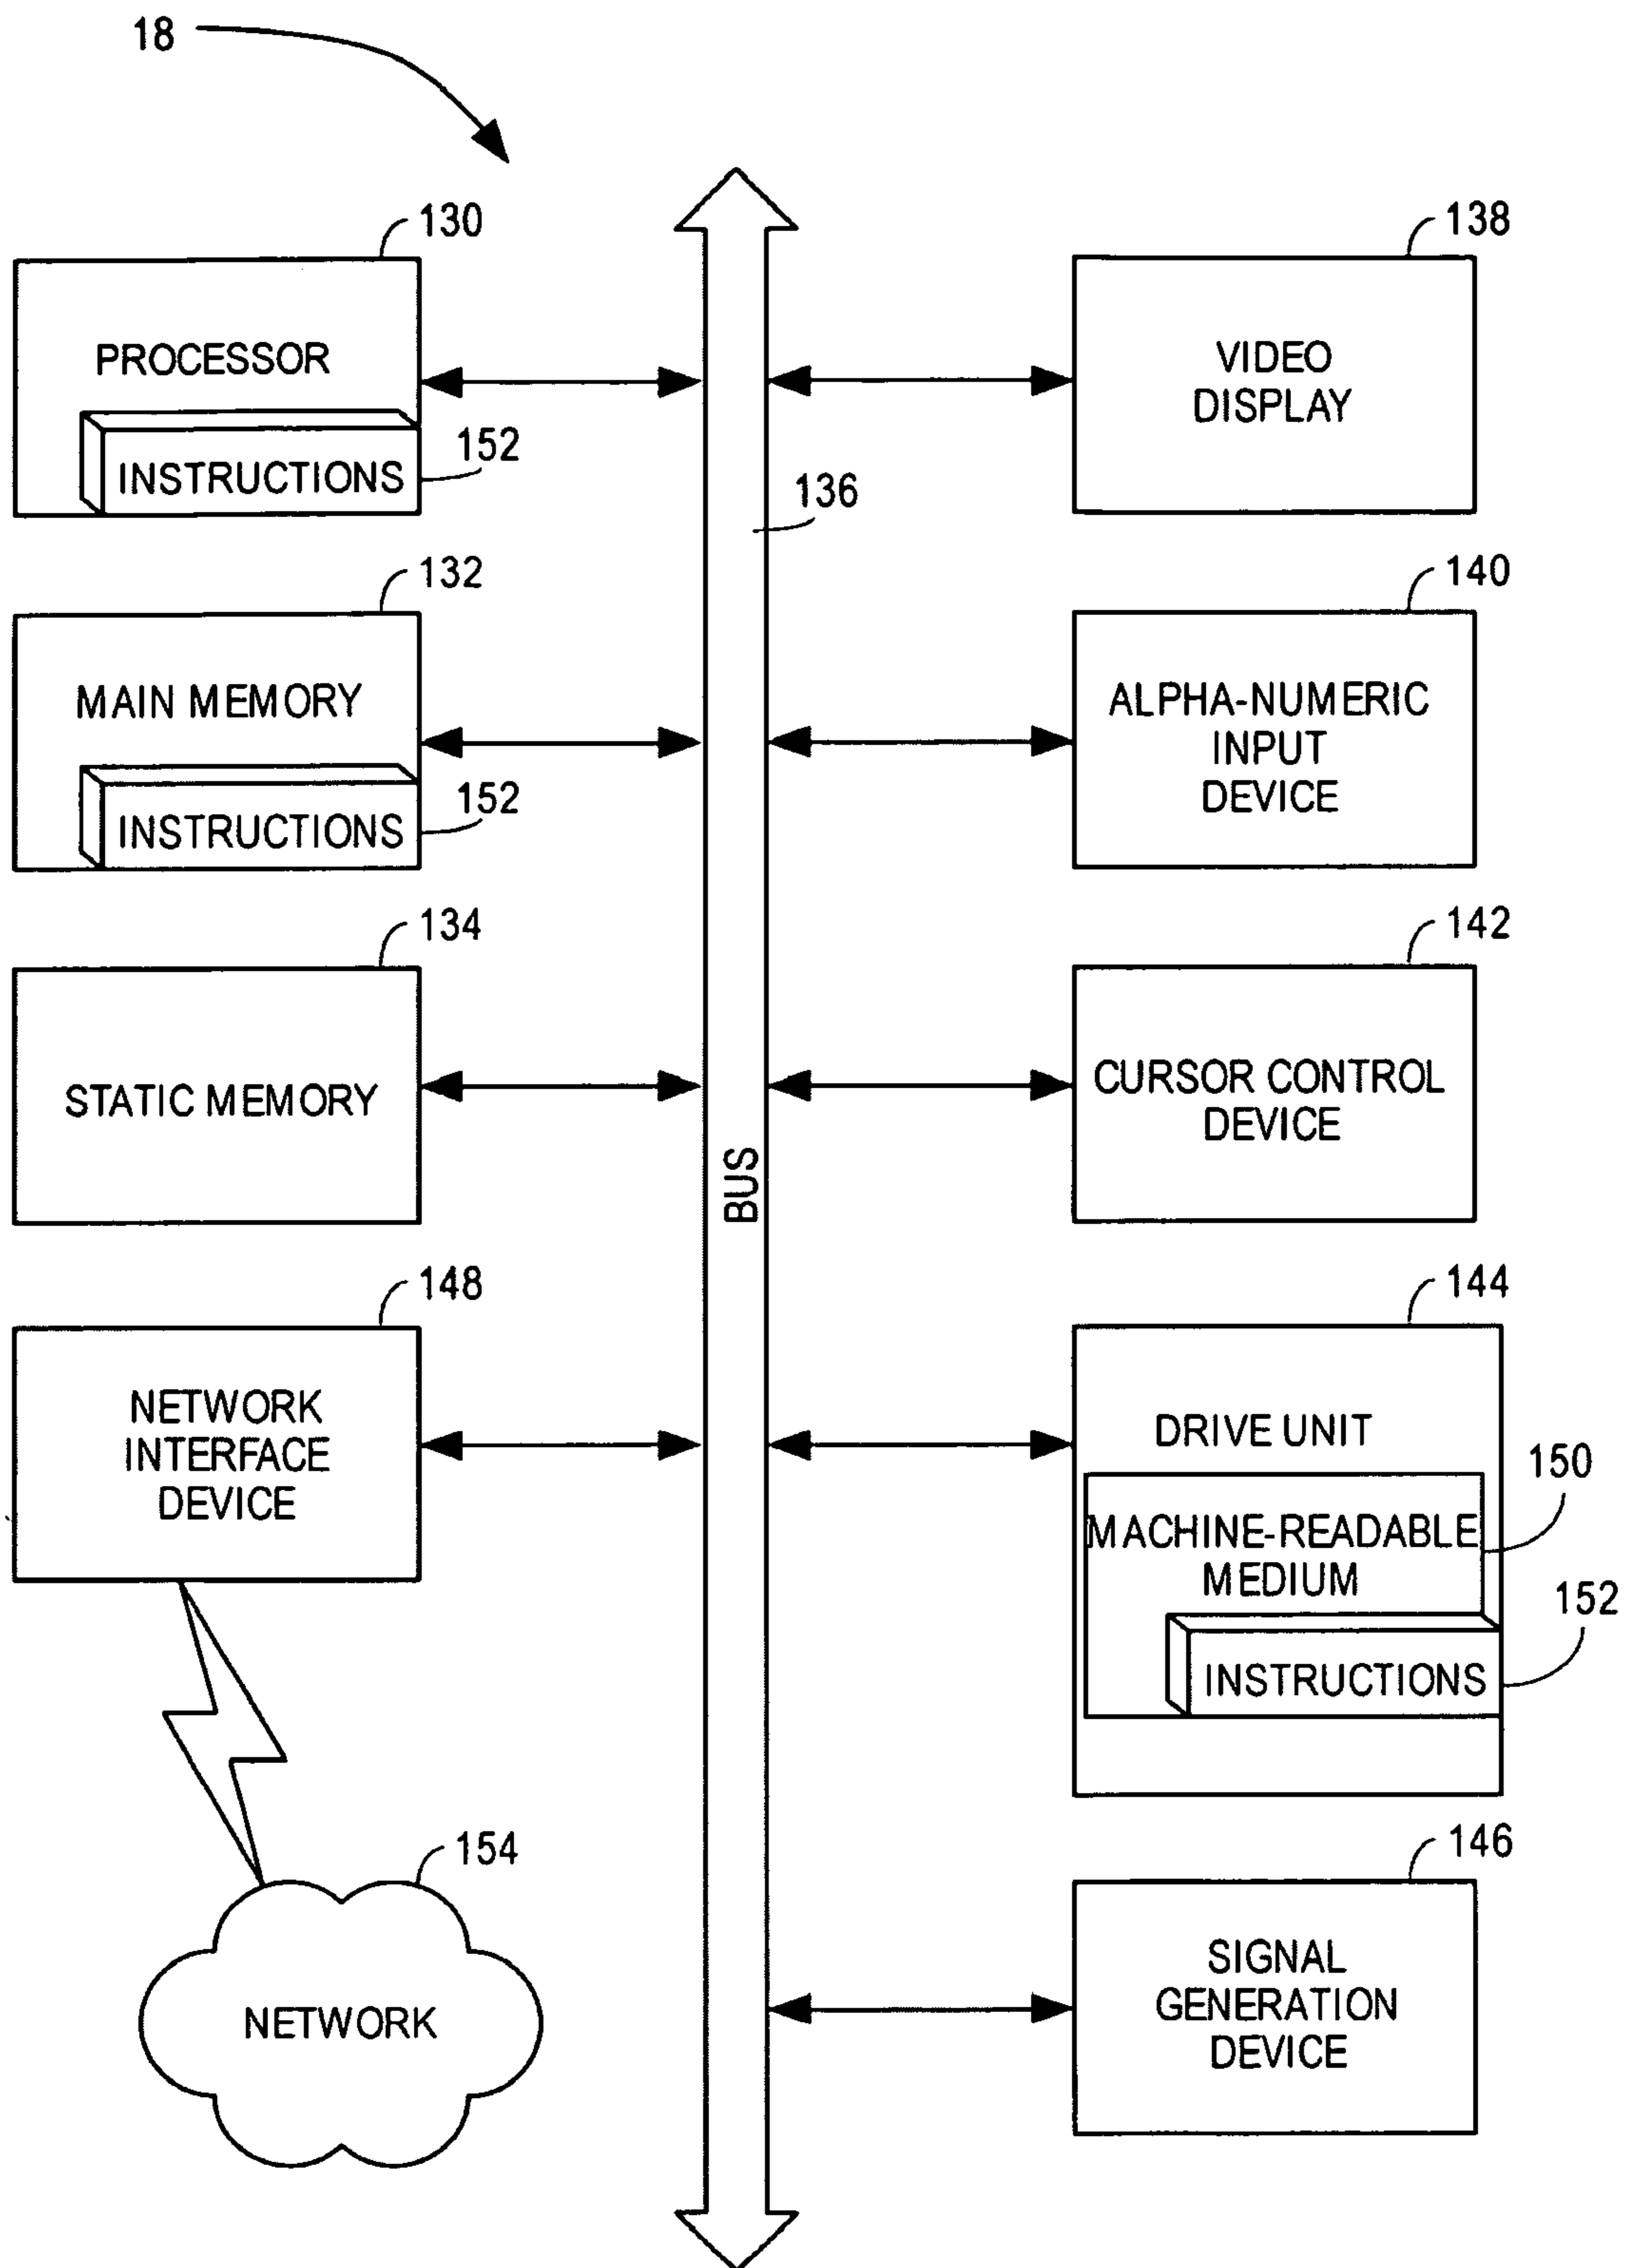 18
130
PROCESSOR
152
INSTRUCTIONS
132
MAIN MEMORY
152
INSTRUCTIONS
134
STATIC MEMORY
148
NETWORK
INTERFACE
DEVICE
154
NETWORK
136
BUS
138
VIDEO
DISPLAY
140
ALPHA-NUMERIC
INPUT
DEVICE
142
CURSOR CONTROL
DEVICE
144
DRIVE UNIT
150
MACHINE-READABLE
MEDIUM
152
INSTRUCTIONS
146
SIGNAL
GENERATION
DEVICE